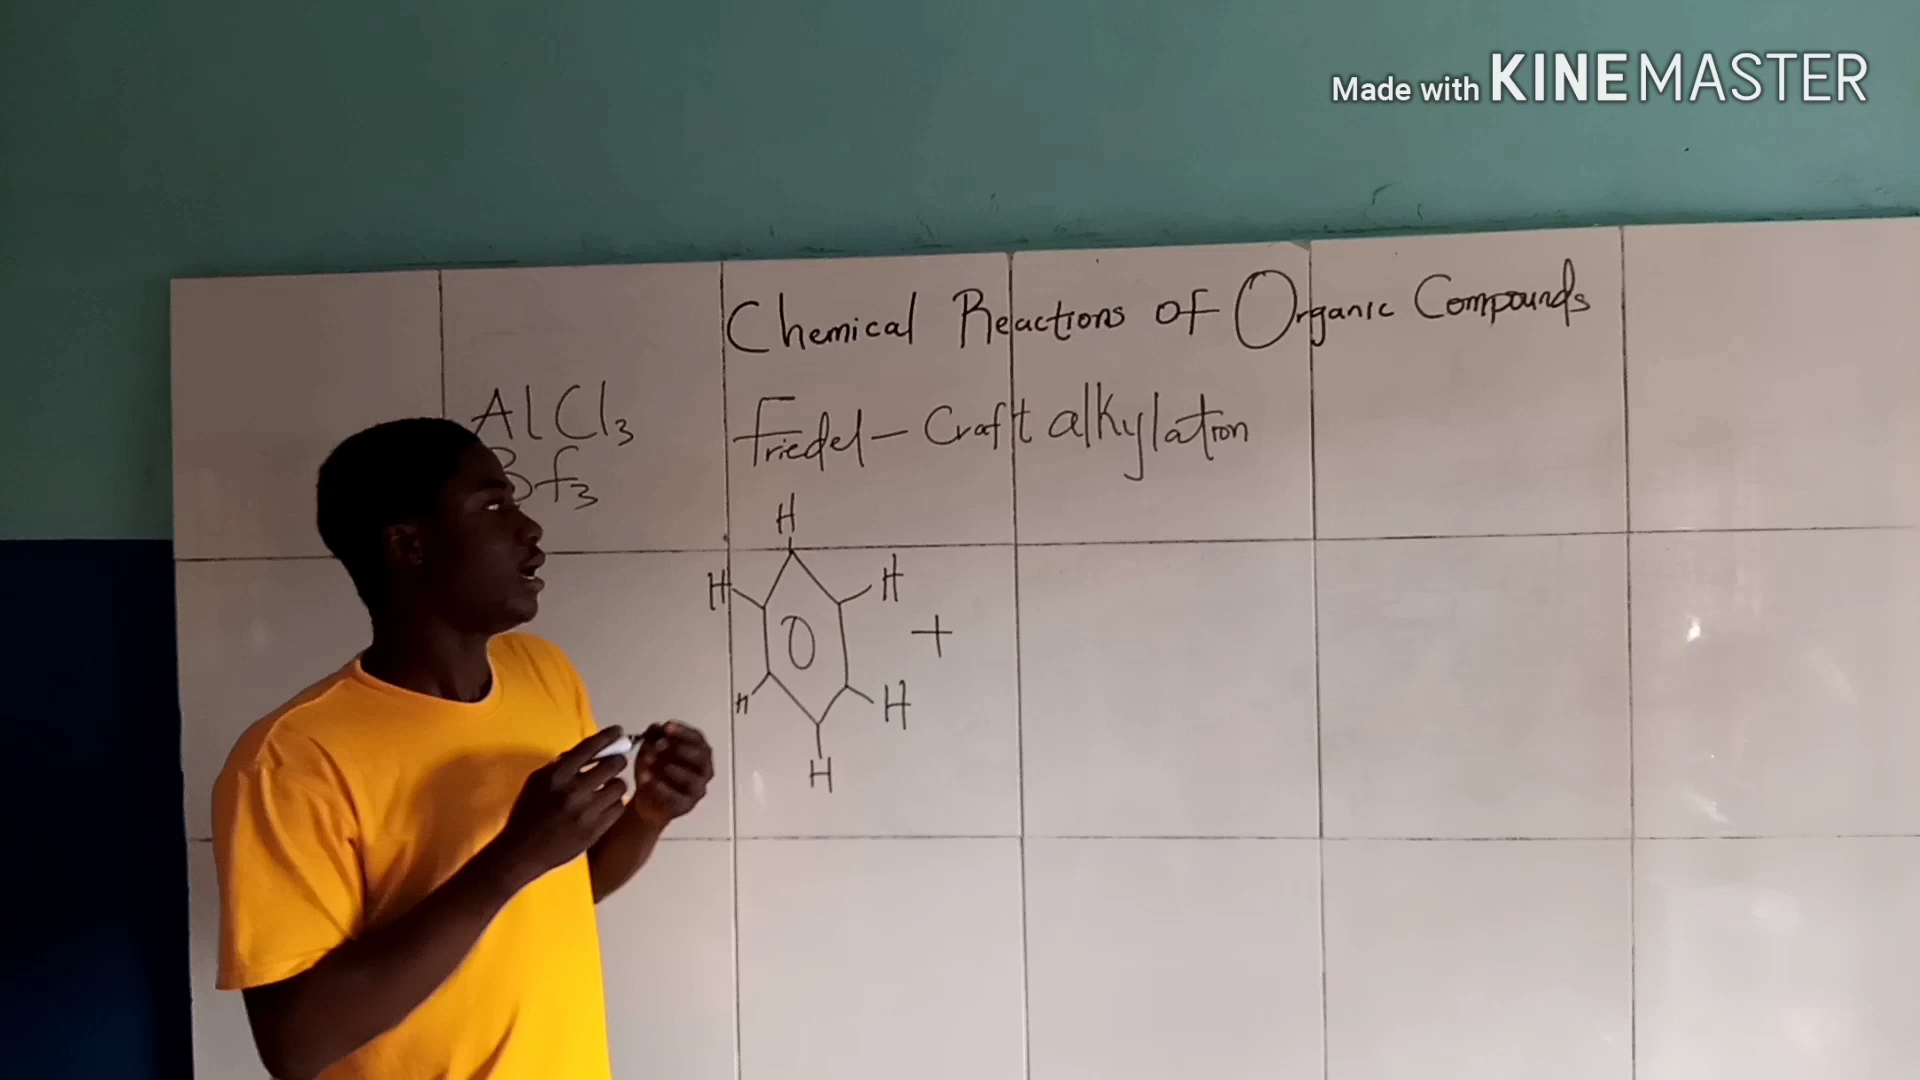 Made with KINEMASTER
Chemical Reactions of Organic Compounds
AlCl3
Friedel - Craft alkylation
Bf3
H
H H
+
H H
H